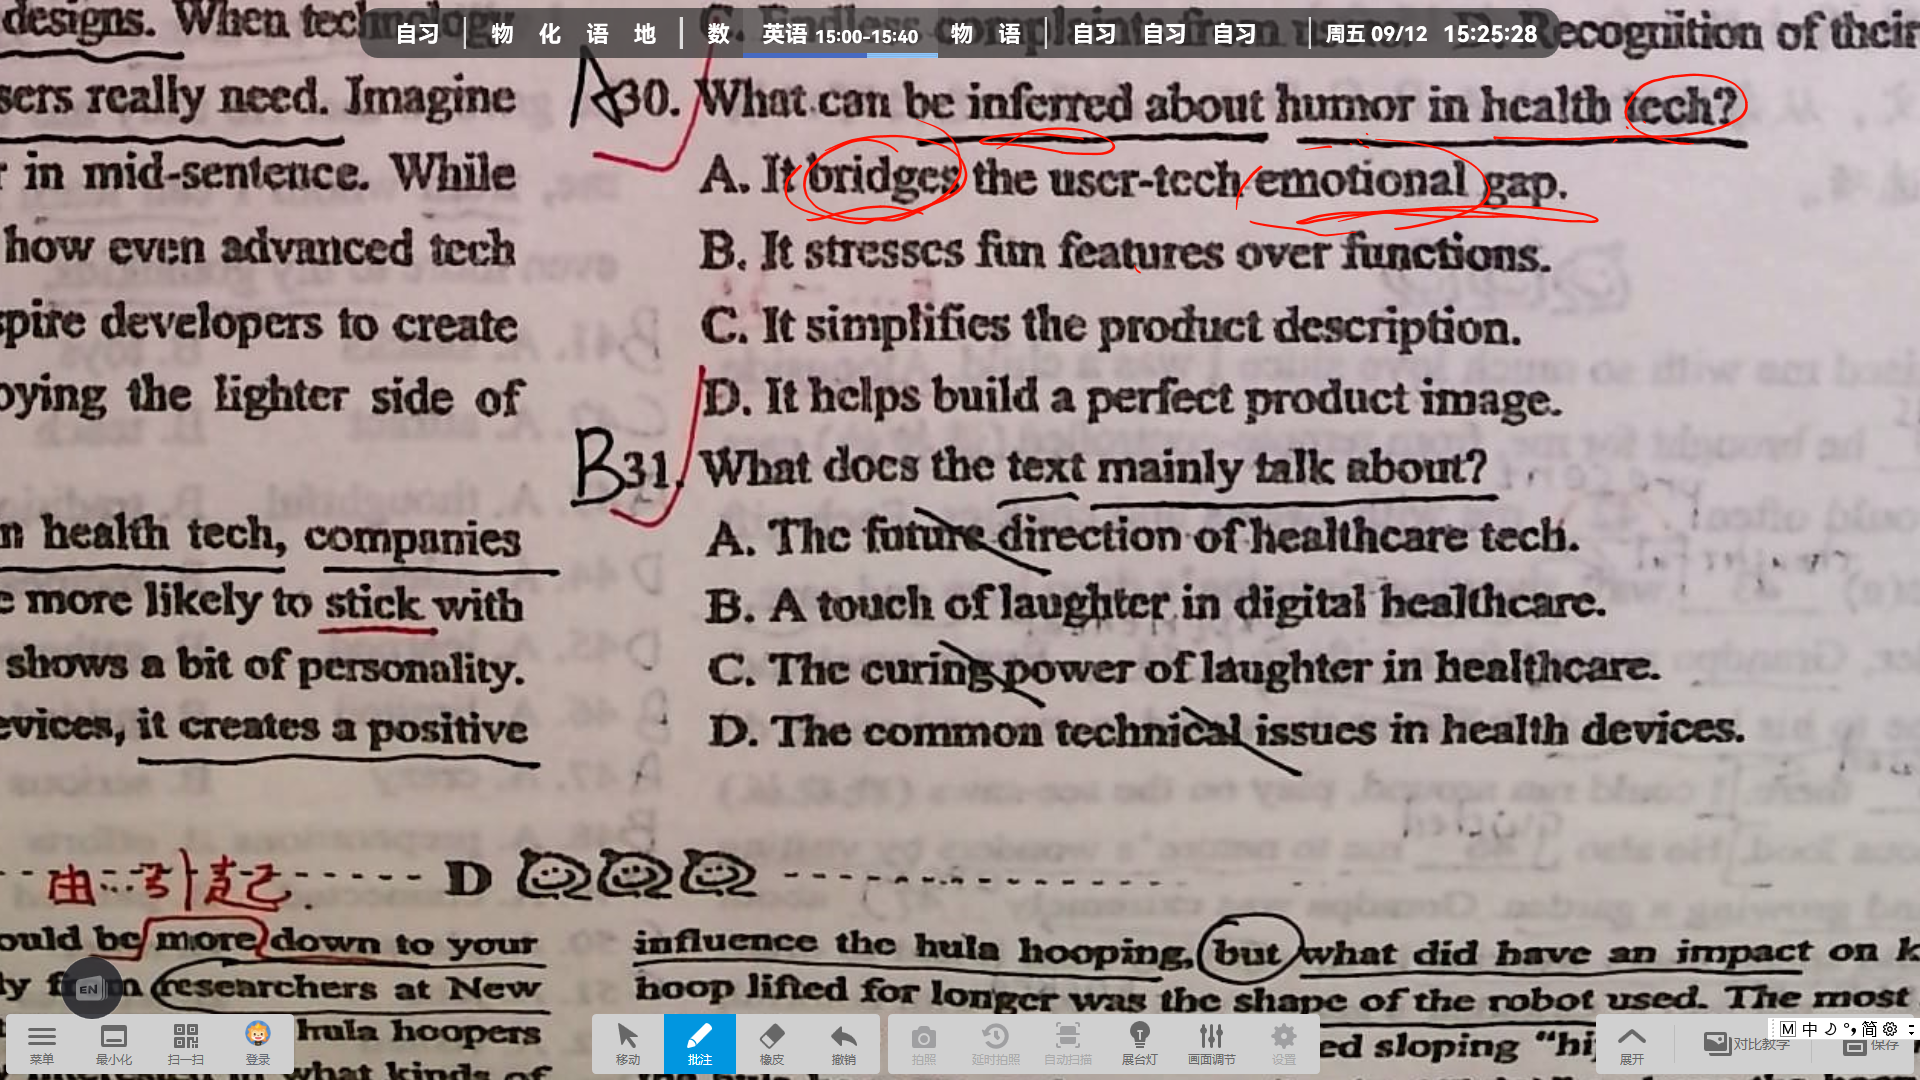 自习 物 化 语 地 数 英语 15:00-15:40 物 语 自习 自习 自习 周五 09/12 15:25:28
designs. When technology
sers really need. Imagine
in mid-sentence. While
how even advanced tech
spire developers to create
oying the lighter side of
n health tech, companies
e more likely to stick with
shows a bit of personality.
evices, it creates a positive
Recognition of their
A 30. What can be inferred about humor in health tech?
A. It bridges the user-tech emotional gap.
B. It stresses fun features over functions.
C. It simplifies the product description.
D. It helps build a perfect product image.
B 31. What does the text mainly talk about?
A. The future direction of healthcare tech.
B. A touch of laughter in digital healthcare.
C. The curing power of laughter in healthcare.
D. The common technical issues in health devices.
由…引起.
D
ould be more down to your
ly from researchers at New
hula hoopers
what kinds of
influence the hula hooping, but what did have an impact on k
hoop lifted for longer was the shape of the robot used. The most
ed sloping “hi
EN
M 中 简
菜单 最小化 扫一扫 登录 移动 批注 橡皮 撤销 拍照 延时拍照 自动扫描 展台灯 画面调节 设置 展开 对比教学 保存